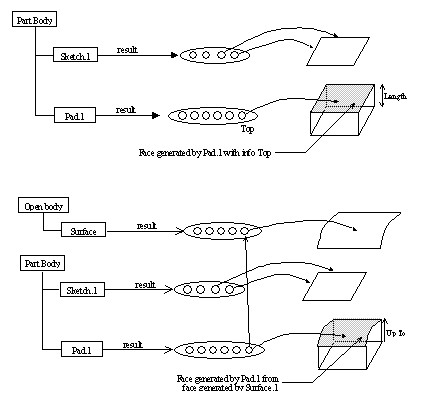 Part Body
Sketch.1
result
Pad.1
result
Length
Top
Face generated by Pad.1 with info Top
Open body
Surface
result
Part Body
Sketch.1
result
Up To
Pad.1
result
Face generated by Pad.1 from
face generated by Surface.1